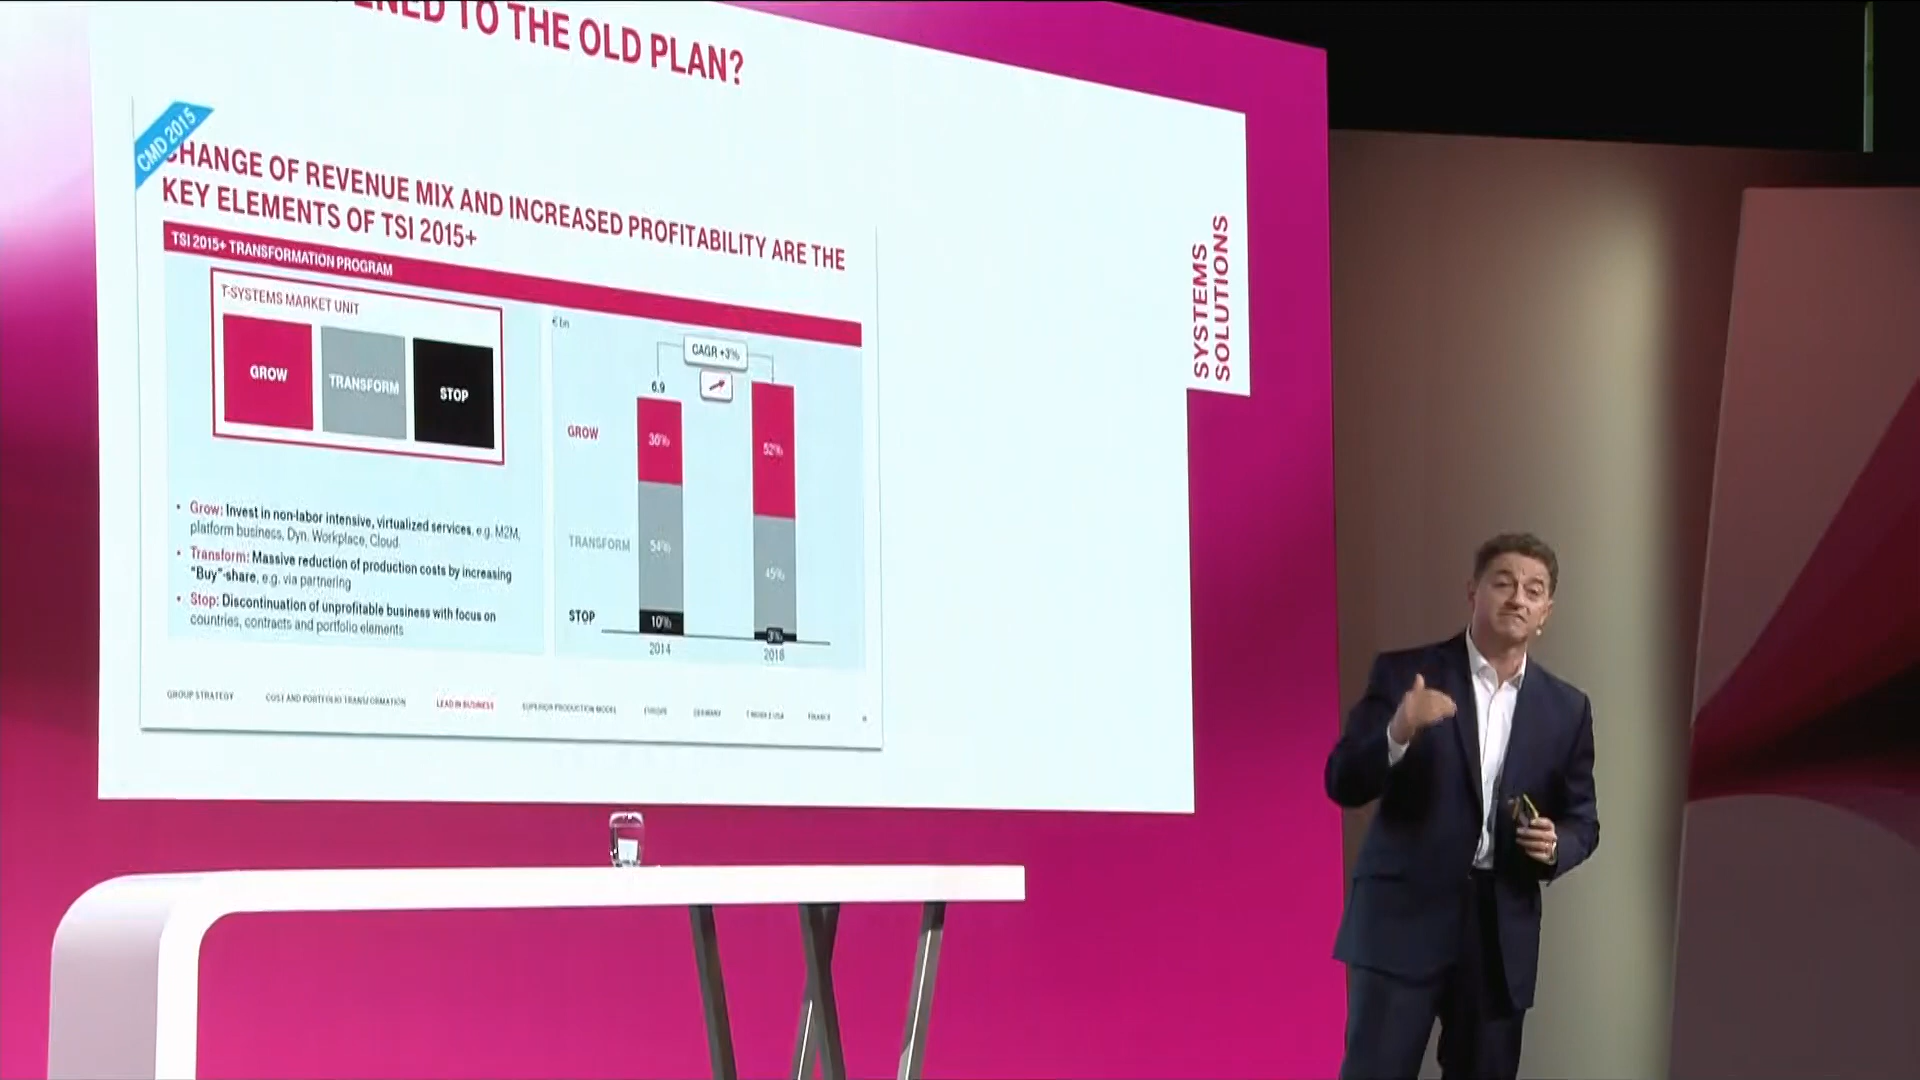 TO THE OLD PLAN?
CMD 2015
CHANGE OF REVENUE MIX AND INCREASED PROFITABILITY ARE THE
KEY ELEMENTS OF TSI 2015+
TSI 2015+ TRANSFORMATION PROGRAM
T-SYSTEMS MARKET UNIT
GROW
TRANSFORM
STOP
• Grow: Invest in non-labor intensive, virtualized services, e.g. M2M,
platform business, Dyn. Workplace, Cloud.
• Transform: Massive reduction of production costs by increasing
"Buy"-share, e.g. via partnering
• Stop: Discontinuation of unprofitable business with focus on
countries, contracts and portfolio elements
€ bn
CAGR +3%
6.9
GROW
36%
52%
TRANSFORM
54%
45%
STOP
10%
3%
2014
2018
GROUP STRATEGY
COST AND PORTFOLIO TRANSFORMATION
LEAD IN BUSINESS
SUPERIOR PRODUCTION MODEL
EUROPE
GERMANY
FINANCE
SYSTEMS
SOLUTIONS